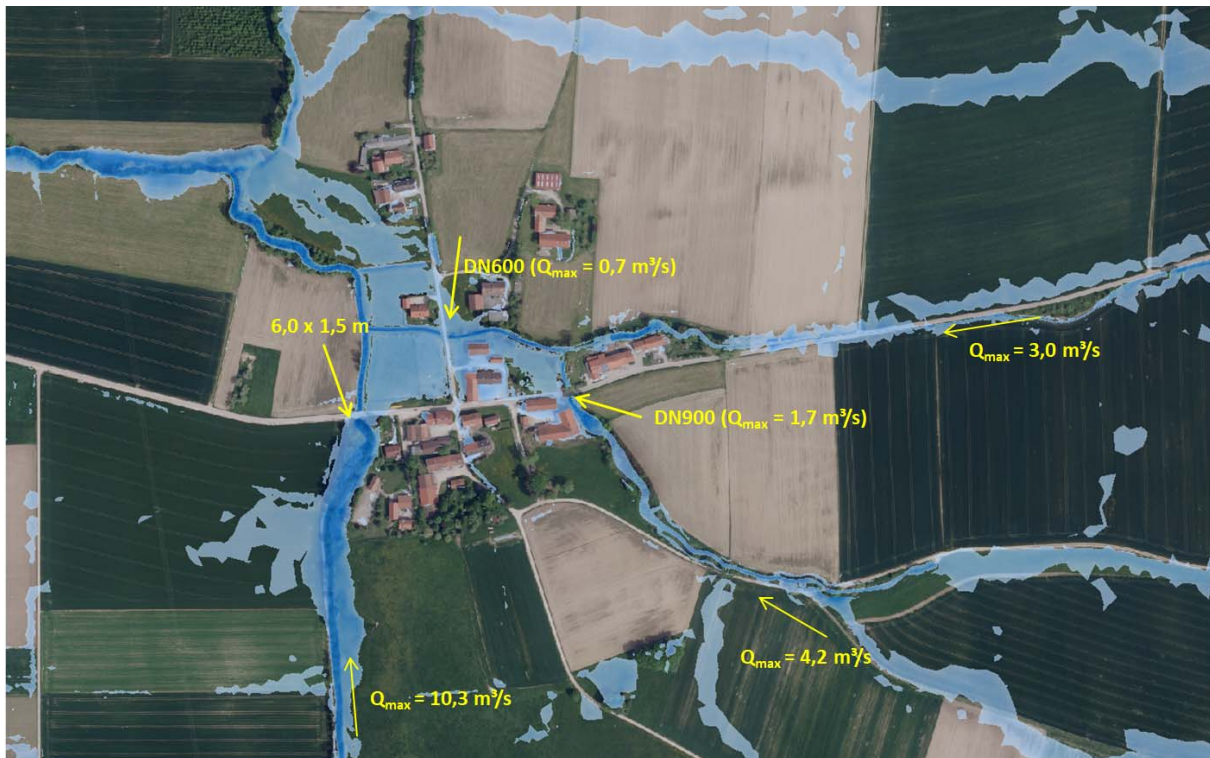 DN600 (Qmax = 0,7 m³/s)
6,0 x 1,5 m
Qmax = 3,0 m³/s
DN900 (Qmax = 1,7 m³/s)
Qmax = 4,2 m³/s
Qmax = 10,3 m³/s